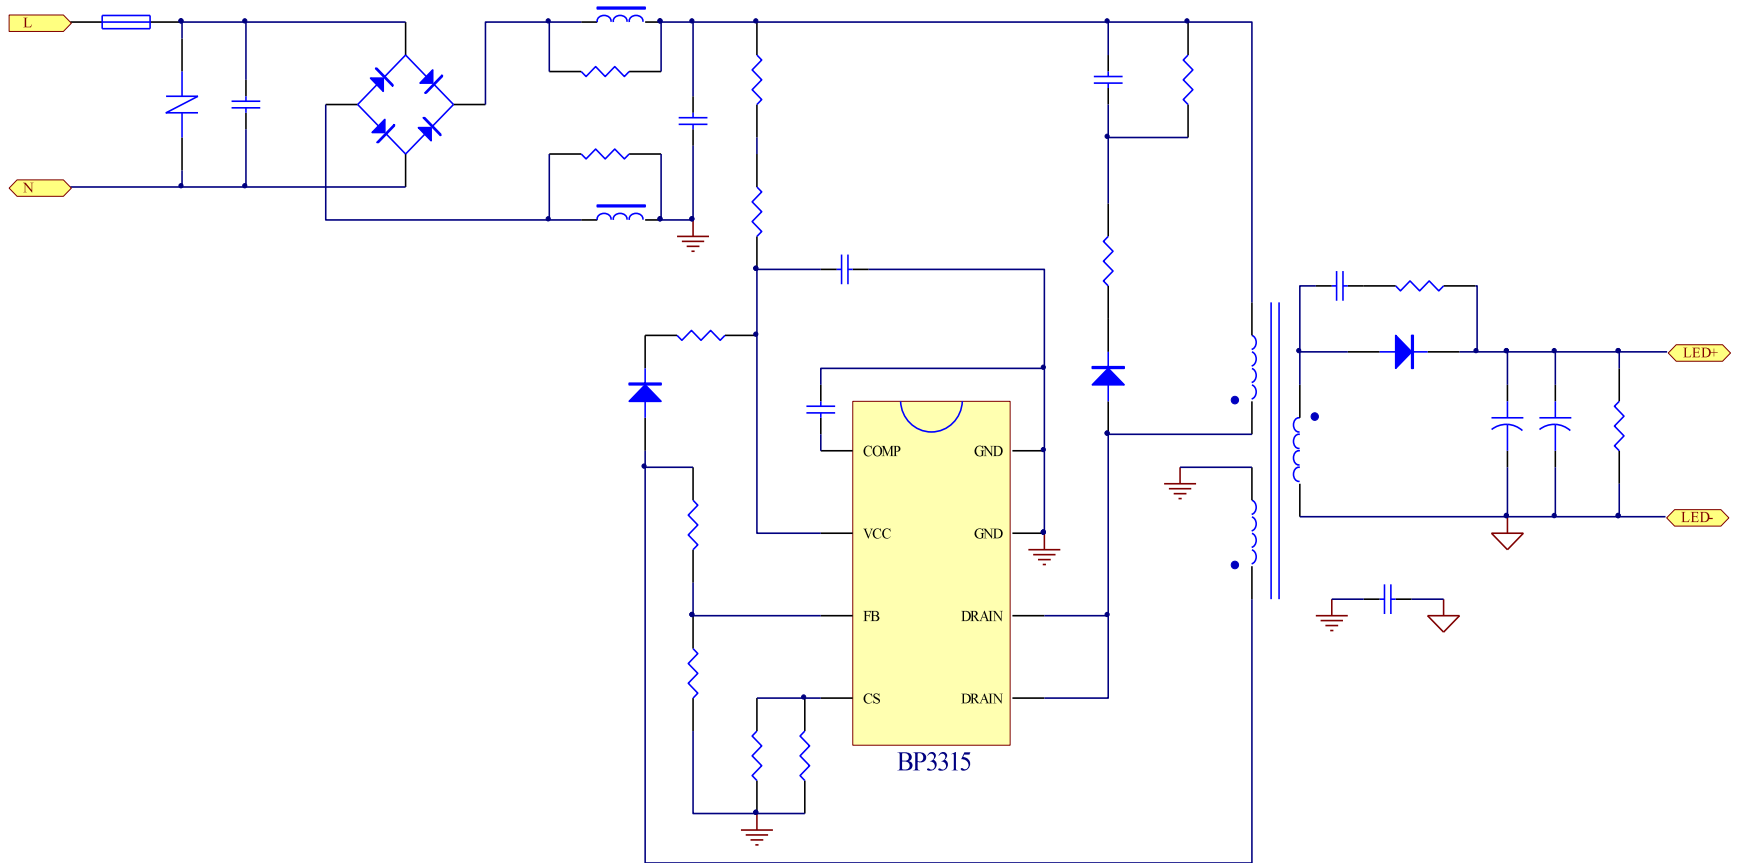 L
N
LED+
COMP
GND
LED-
VCC
GND
FB
DRAIN
CS
DRAIN
BP3315